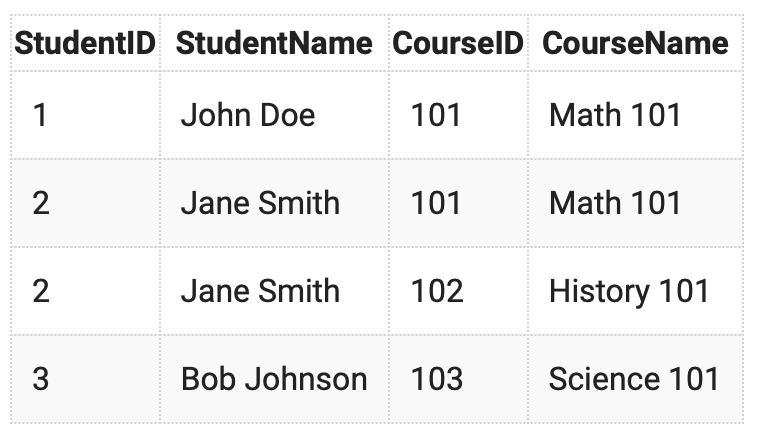 StudentID StudentName CourseID CourseName
1 John Doe 101 Math 101
2 Jane Smith 101 Math 101
2 Jane Smith 102 History 101
3 Bob Johnson 103 Science 101